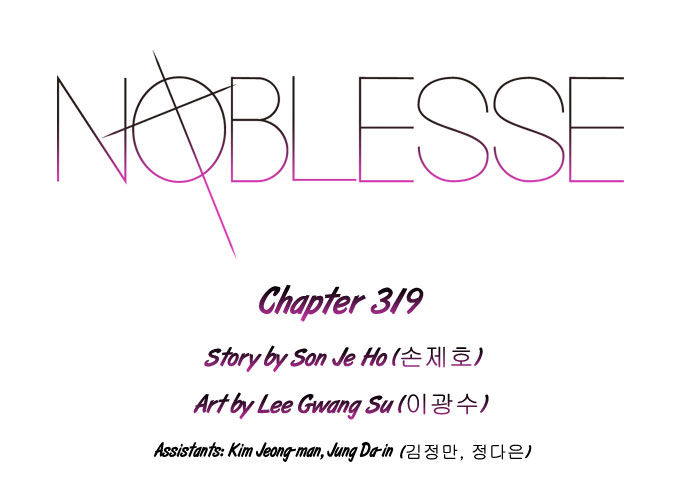 NOBLESSE
Chapter 319
Story by Son Je Ho (손제호)
Art by Lee Gwang Su (이광수)
Assistants: Kim Jeong-man, Jung Da-in (김정만, 정다은)